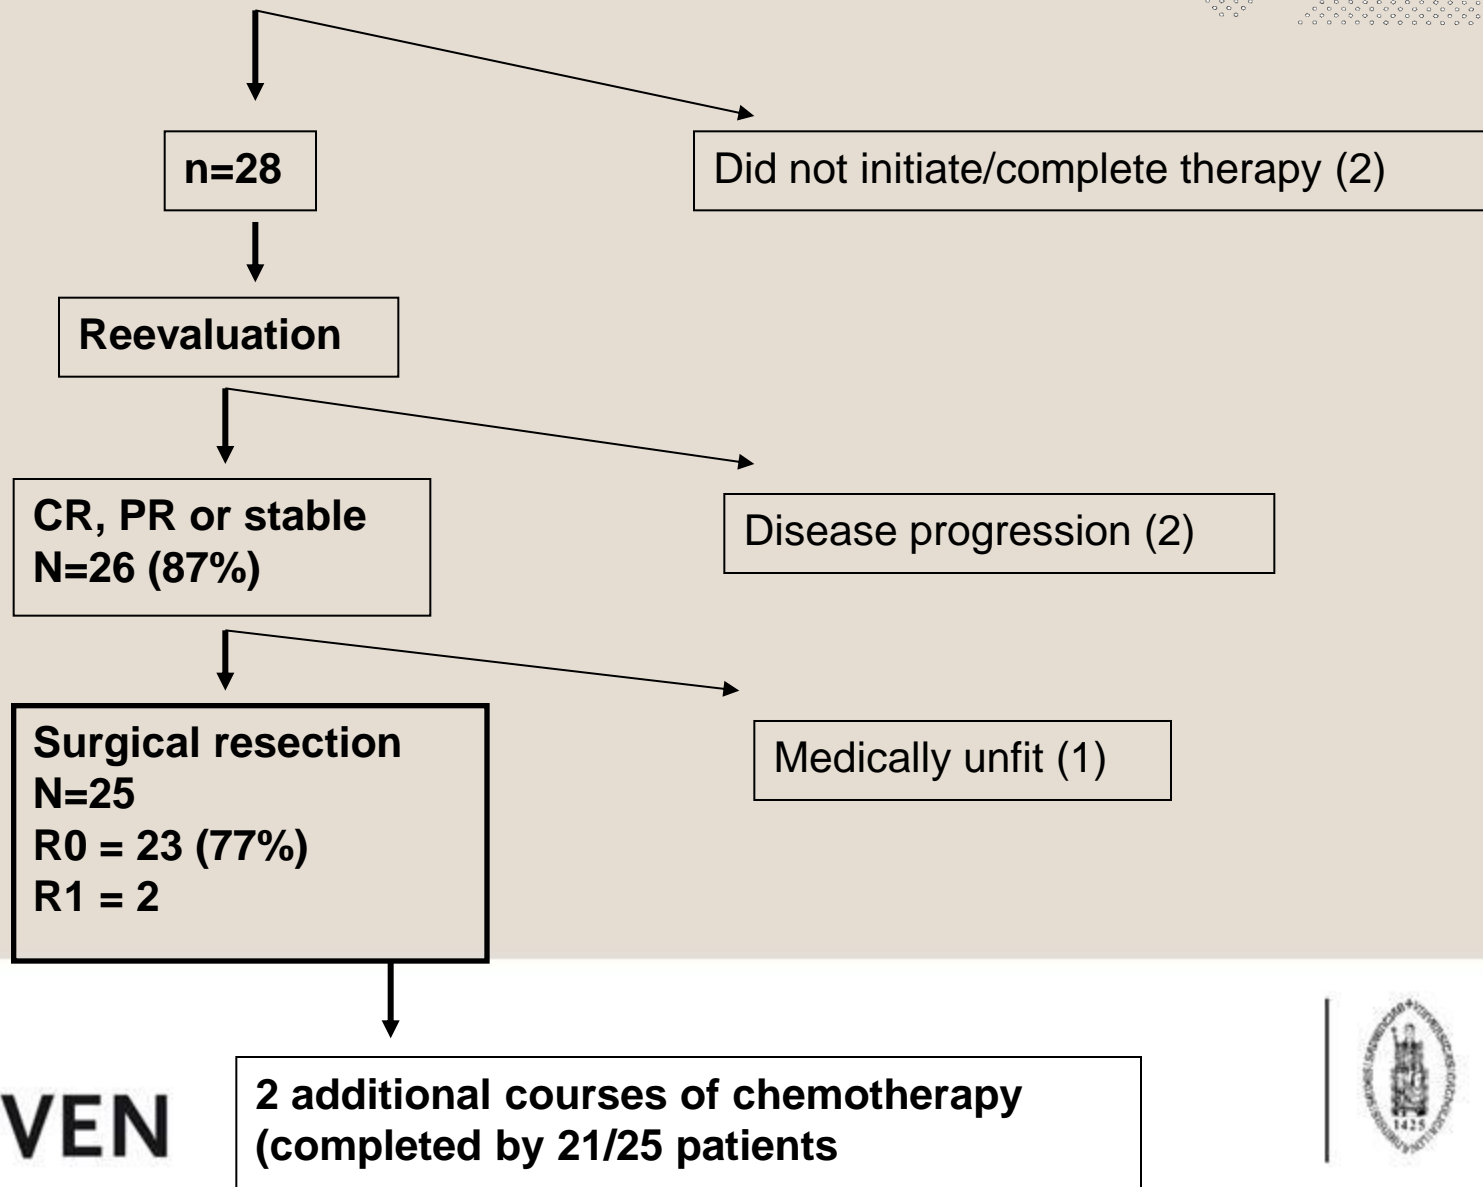 n=28
Did not initiate/complete therapy (2)
Reevaluation
CR, PR or stable
N=26 (87%)
Disease progression (2)
Surgical resection
N=25
R0 = 23 (77%)
R1 = 2
Medically unfit (1)
VEN
2 additional courses of chemotherapy
(completed by 21/25 patients
1425